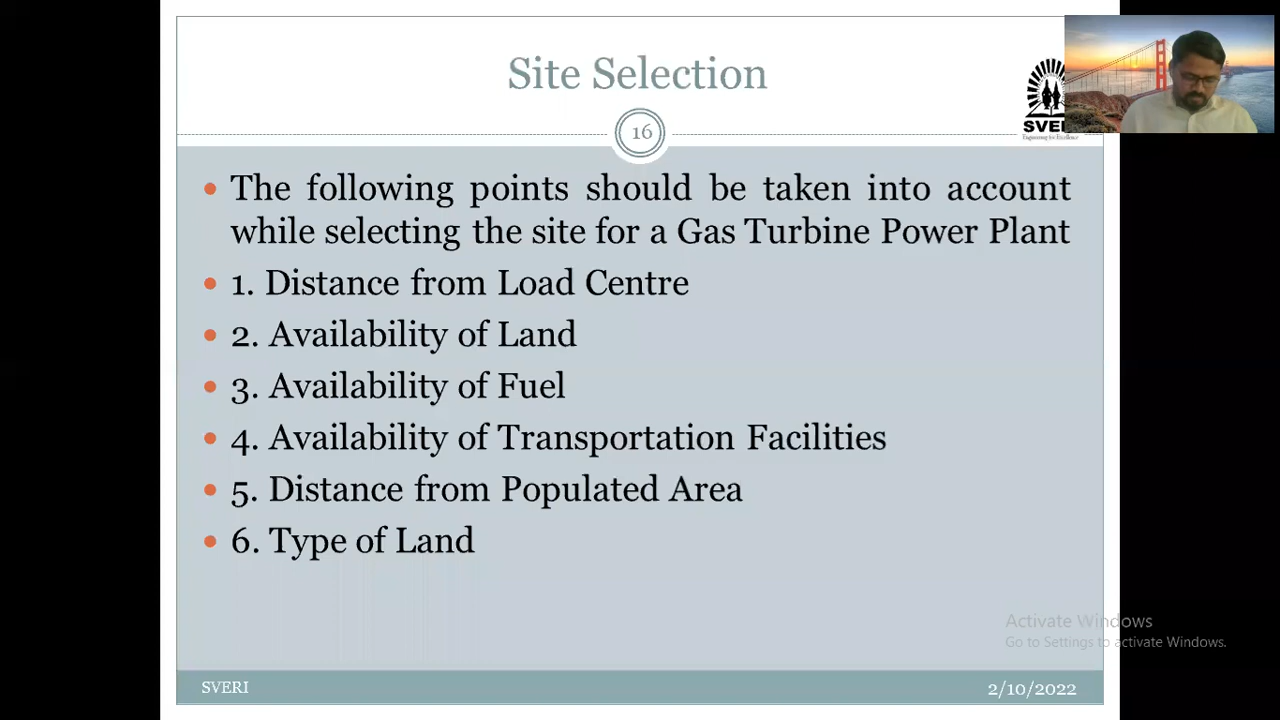 Site Selection
16
SVERI
Engineering for Excellence
• The following points should be taken into account
while selecting the site for a Gas Turbine Power Plant
• 1. Distance from Load Centre
• 2. Availability of Land
• 3. Availability of Fuel
• 4. Availability of Transportation Facilities
• 5. Distance from Populated Area
• 6. Type of Land
Activate Windows
Go to Settings to activate Windows.
SVERI
2/10/2022